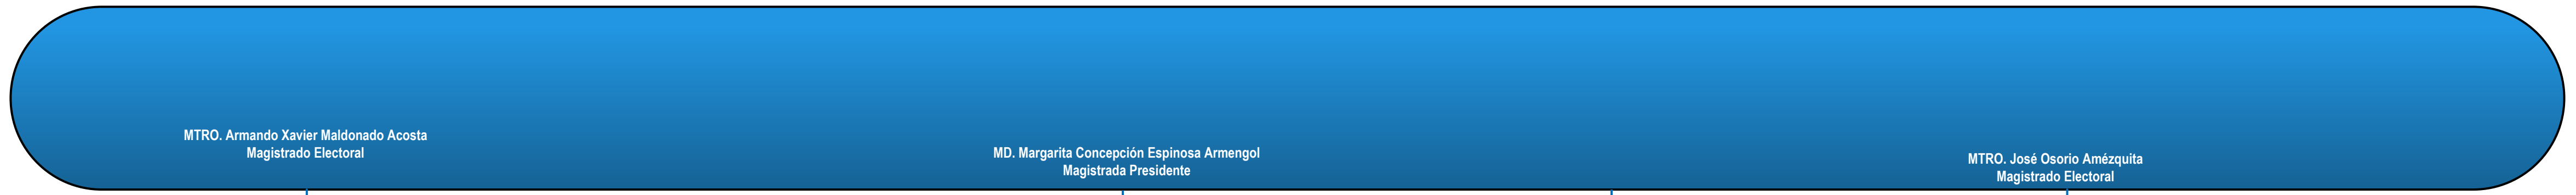 MTRO. Armando Xavier Maldonado Acosta
Magistrado Electoral
MD. Margarita Concepción Espinosa Armengol
Magistrada Presidente
MTRO. José Osorio Amézquita
Magistrado Electoral